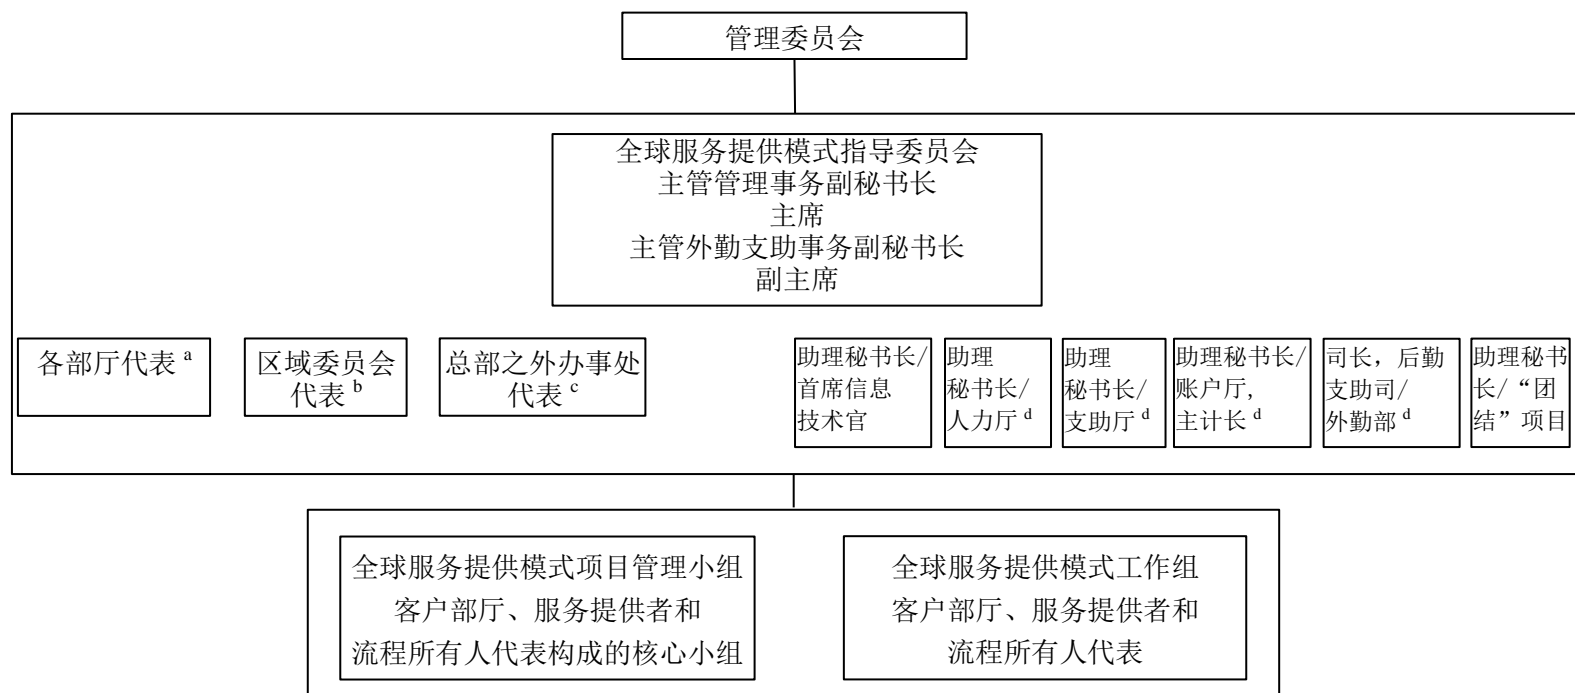 管理委员会
全球服务提供模式指导委员会
主管管理事务副秘书长
主席
主管外勤支助事务副秘书长
副主席
各部厅代表 a
区域委员会
代表 b
总部之外办事处
代表 c
助理秘书长/
首席信息
技术官
助理
秘书长/
人力厅 d
助理
秘书长/
支助厅 d
助理秘书长/
账户厅,
主计长 d
司长，后勤
支助司/
外勤部 d
助理秘书
长/“团
结”项目
全球服务提供模式项目管理小组
客户部厅、服务提供者和
流程所有人代表构成的核心小组
全球服务提供模式工作组
客户部厅、服务提供者和
流程所有人代表